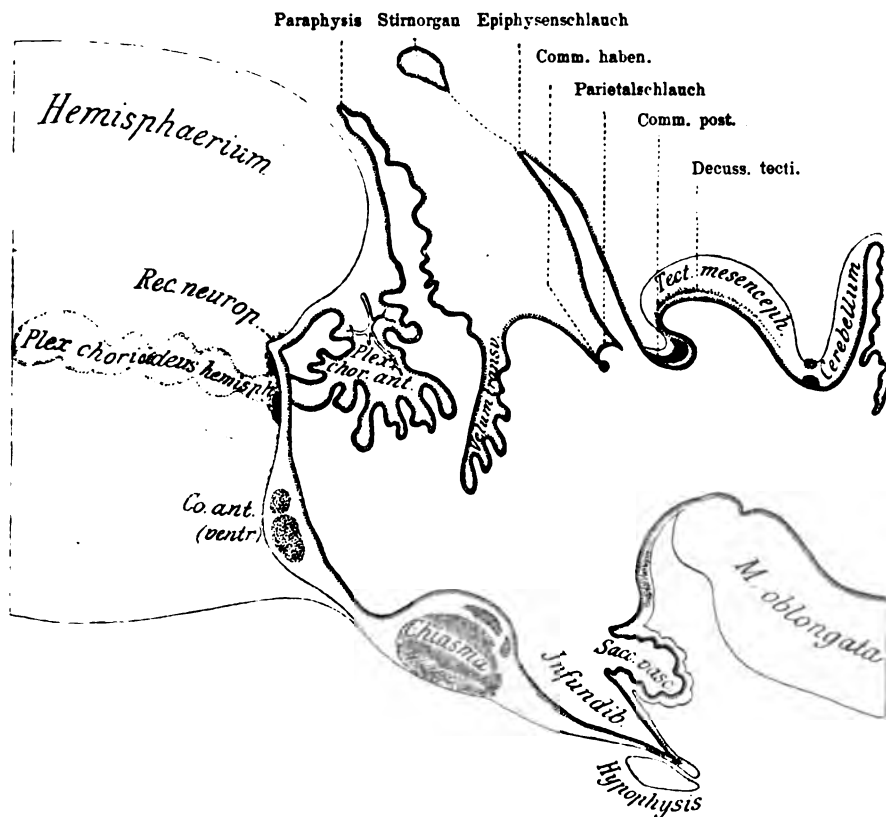 Paraphysis Stirnorgan Epiphysenschlauch
Comm. haben.
Parietalschlauch
Comm. post.
Decuss. tecti.
Hemisphaerium
Rec. neurop.
Plex chorioideus hemisph.
Plex.
chor. ant.
Velum transv.
Tect. mesenceph.
Cerebellum
Co. ant.
(ventr)
Chiasma
Infundib.
Sacc. vasc.
M. oblongata
Hypophysis